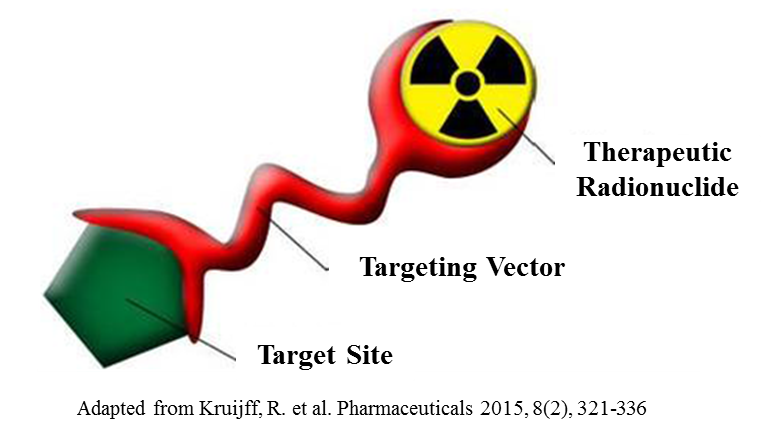 Therapeutic
Radionuclide
Targeting Vector
Target Site
Adapted from Kruijff, R. et al. Pharmaceuticals 2015, 8(2), 321-336